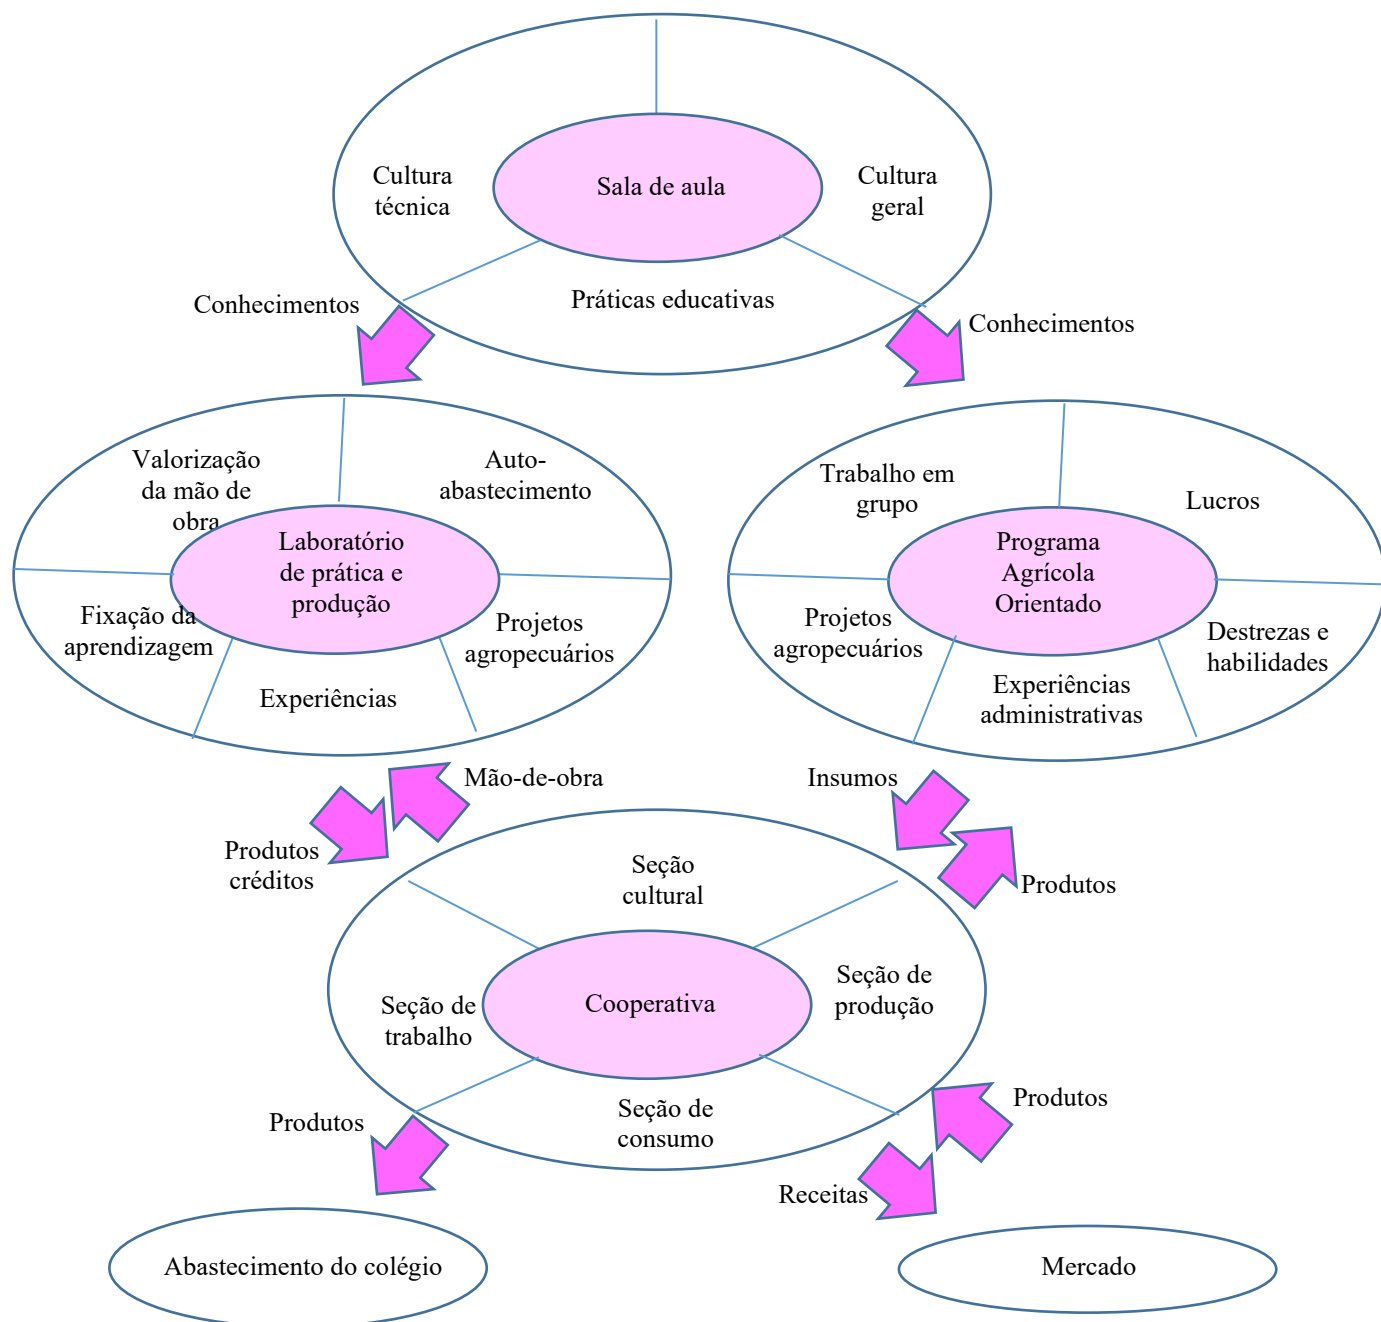 Cultura
técnica
Sala de aula
Cultura
geral
Práticas educativas
Conhecimentos
Conhecimentos
Valorização
da mão de
obra
Auto-
abastecimento
Laboratório
de prática e
produção
Fixação da
aprendizagem
Projetos
agropecuários
Experiências
Trabalho em
grupo
Lucros
Programa
Agrícola
Orientado
Projetos
agropecuários
Destrezas e
habilidades
Experiências
administrativas
Mão-de-obra
Insumos
Produtos
créditos
Produtos
Seção
cultural
Seção de
trabalho
Cooperativa
Seção de
produção
Seção de
consumo
Produtos
Produtos
Receitas
Abastecimento do colégio
Mercado